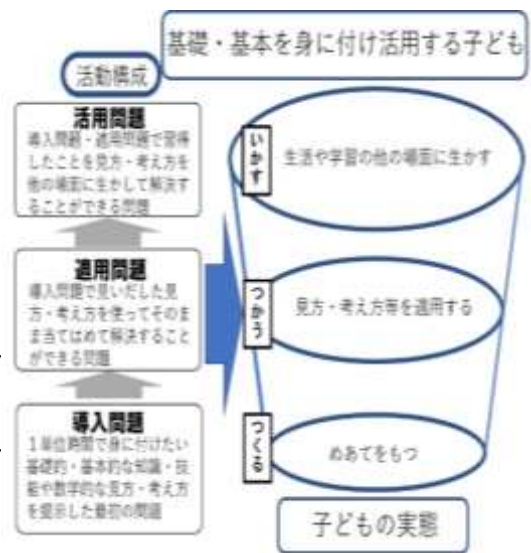 基礎・基本を身に付け活用する子ども
活動構成
活用問題
導入問題・適用問題で習得
したことを見方・考え方を
他の場面に生かして解決す
ることができる問題
いかす
生活や学習の他の場面に生かす
適用問題
導入問題で見いだした見
方・考え方を使ってそのま
ま当てはめて解決すること
ができる問題
つかう
見方・考え方等を適用する
導入問題
1単位時間で身に付けたい
基礎的・基本的な知識・技
能や数学的な見方・考え方
を提示した最初の問題
つくる
めあてをもつ
子どもの実態